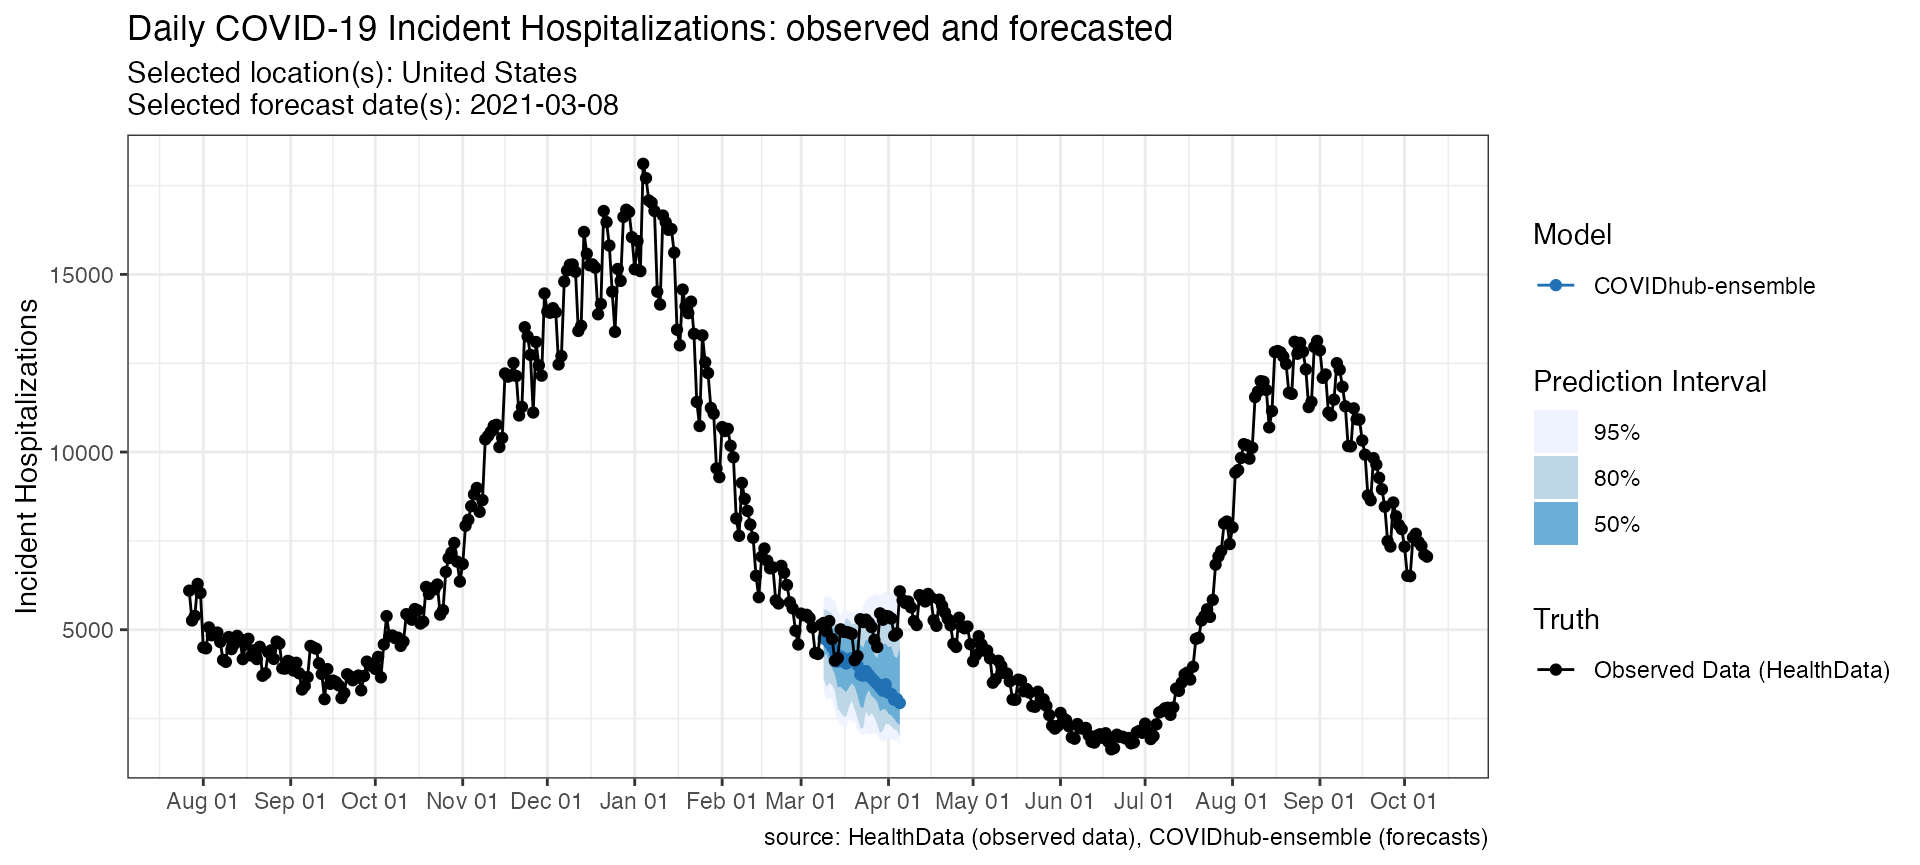 Daily COVID-19 Incident Hospitalizations: observed and forecasted
Selected location(s): United States
Selected forecast date(s): 2021-03-08
Incident Hospitalizations
15000
10000
5000
Aug 01 Sep 01 Oct 01 Nov 01 Dec 01 Jan 01 Feb 01 Mar 01 Apr 01 May 01 Jun 01 Jul 01 Aug 01 Sep 01 Oct 01
source: HealthData (observed data), COVIDhub-ensemble (forecasts)
Model
COVIDhub-ensemble
Prediction Interval
95%
80%
50%
Truth
Observed Data (HealthData)